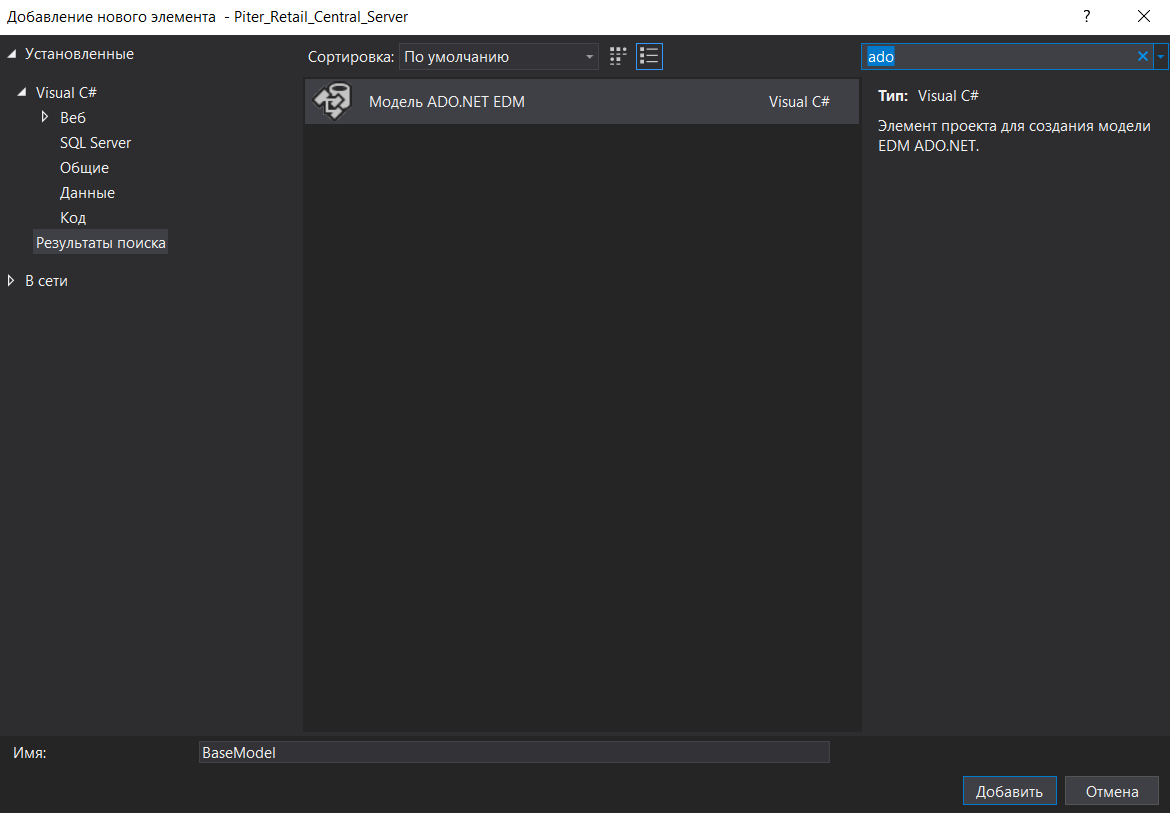 Добавление нового элемента - Piter_Retail_Central_Server
?
Установленные
Visual C#
Веб
SQL Server
Общие
Данные
Код
Результаты поиска
В сети
Сортировка: По умолчанию
Модель ADO.NET EDM Visual C#
ado
Тип: Visual C#
Элемент проекта для создания модели
EDM ADO.NET.
Имя: BaseModel
Добавить Отмена